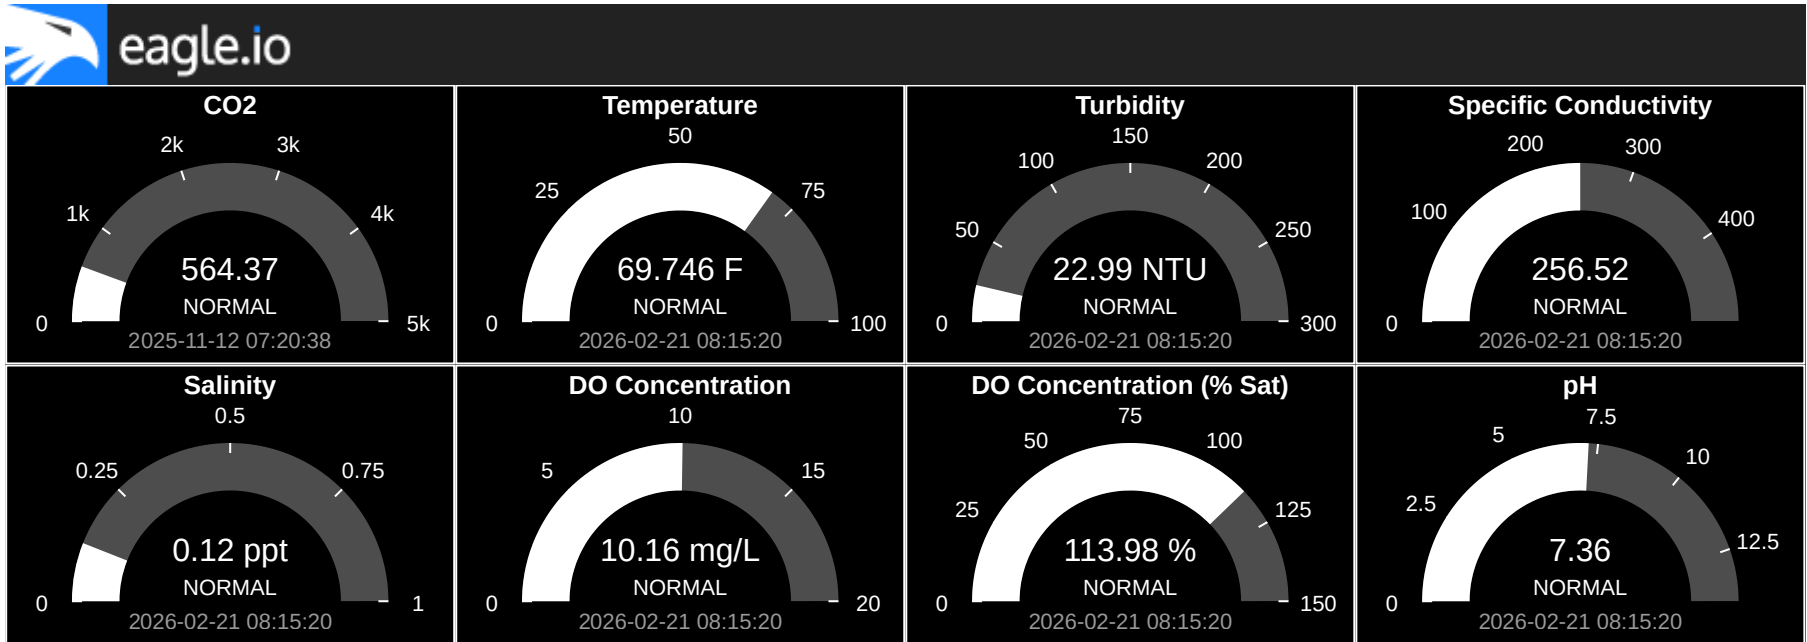 eagle.io
CO2
2k
3k
1k
4k
564.37
NORMAL
0
5k
2025-11-12 07:20:38
Temperature
50
25
75
69.746 F
NORMAL
0
100
2026-02-21 08:15:20
Turbidity
150
100
200
50
250
22.99 NTU
NORMAL
0
300
2026-02-21 08:15:20
Specific Conductivity
200
300
100
400
256.52
NORMAL
0
2026-02-21 08:15:20
Salinity
0.5
0.25
0.75
0.12 ppt
NORMAL
0
1
2026-02-21 08:15:20
DO Concentration
10
5
15
10.16 mg/L
NORMAL
0
20
2026-02-21 08:15:20
DO Concentration (% Sat)
75
50
100
25
125
113.98 %
NORMAL
0
150
2026-02-21 08:15:20
pH
7.5
5
10
2.5
12.5
7.36
NORMAL
0
2026-02-21 08:15:20